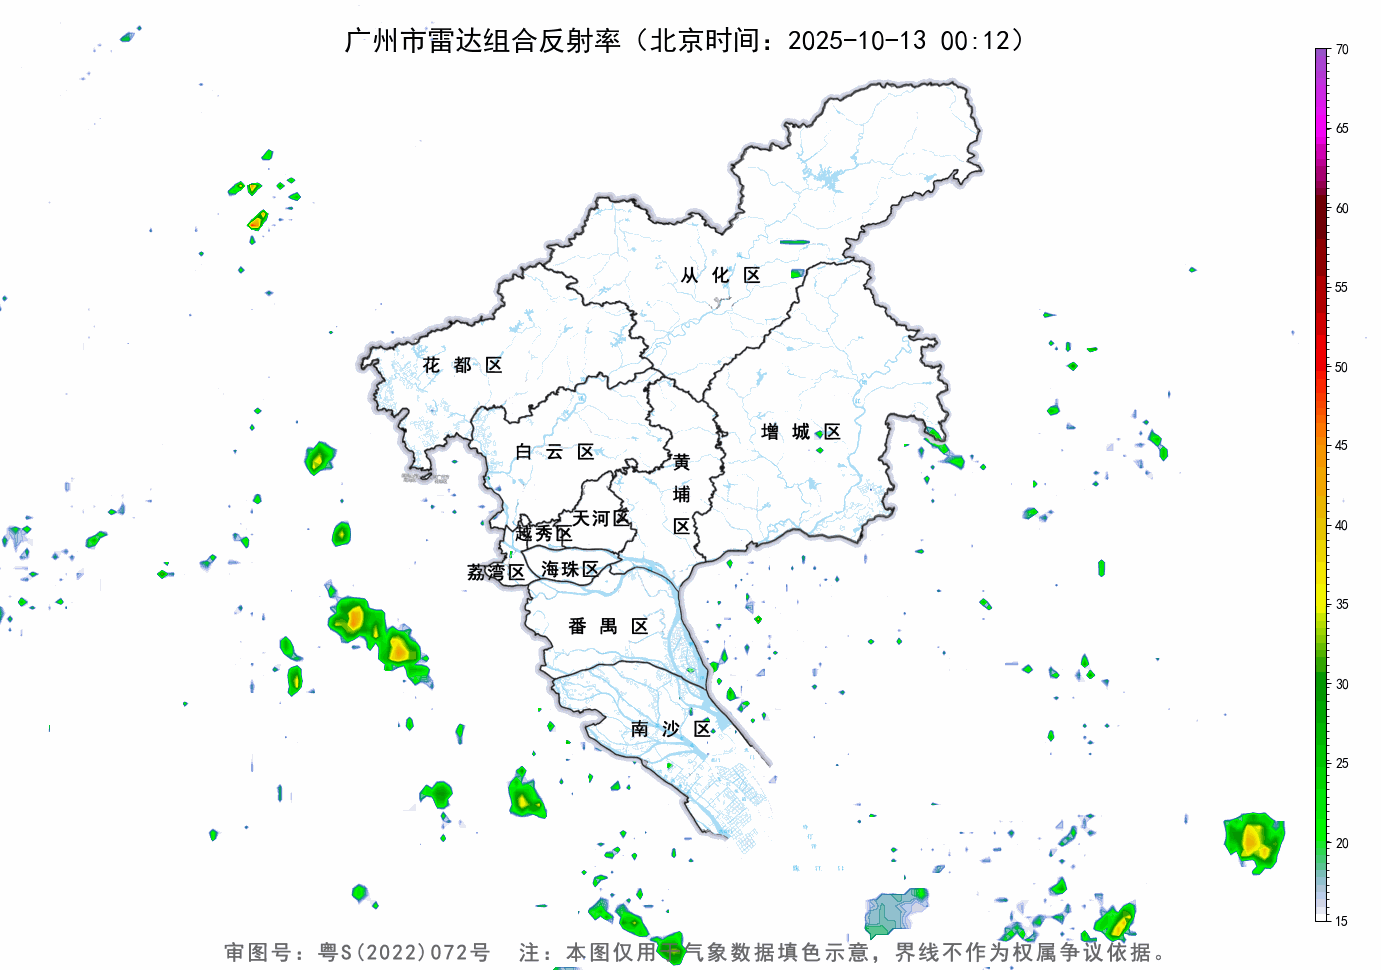 广州市雷达组合反射率（北京时间：2025-10-13 00:12）
70
65
60
55
50
45
40
35
30
25
20
15
从化区
花都区
增城区
白云区
黄埔区
天河区
越秀区
荔湾区
海珠区
番禺区
南沙区
审图号：粤S(2022)072号 注：本图仅用 气象数据填色示意，界线不作为权属争议依据。